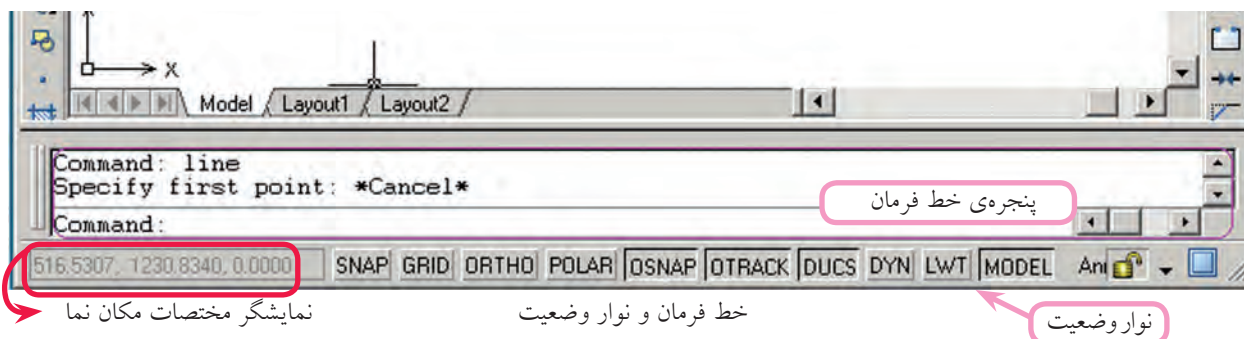 X
Model Layout1 Layout2
Command: line
Specify first point: *Cancel*
پنجره‌ی خط فرمان
Command:
516.5307, 1230.8340, 0.0000 SNAP GRID ORTHO POLAR OSNAP OTRACK DUCS DYN LWT MODEL
نمایشگر مختصات مکان نما
خط فرمان و نوار وضعیت
نوار وضعیت